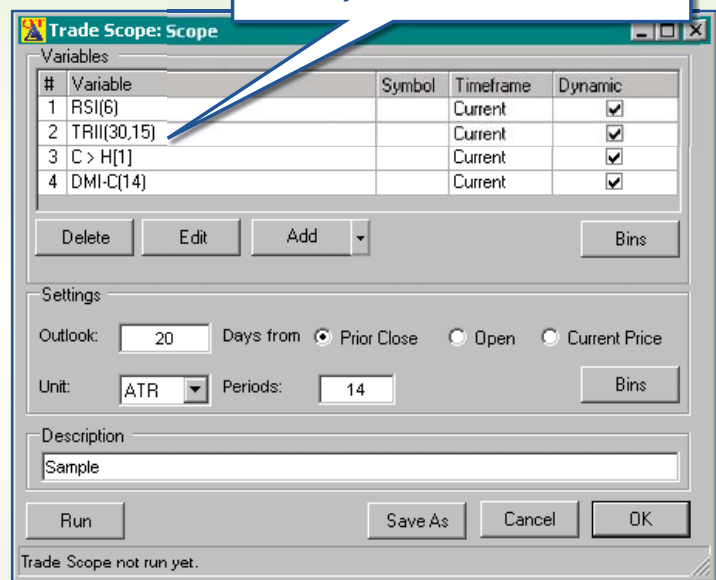 Trade Scope: Scope
Variables
# Variable Symbol Timeframe Dynamic
1 RSI(6) Current
2 TRII(30,15) Current
3 C > H[1] Current
4 DMI-C(14) Current
Delete Edit Add Bins
Settings
Outlook: 20 Days from Prior Close Open Current Price
Unit: ATR Periods: 14 Bins
Description
Sample
Run Save As Cancel OK
Trade Scope not run yet.